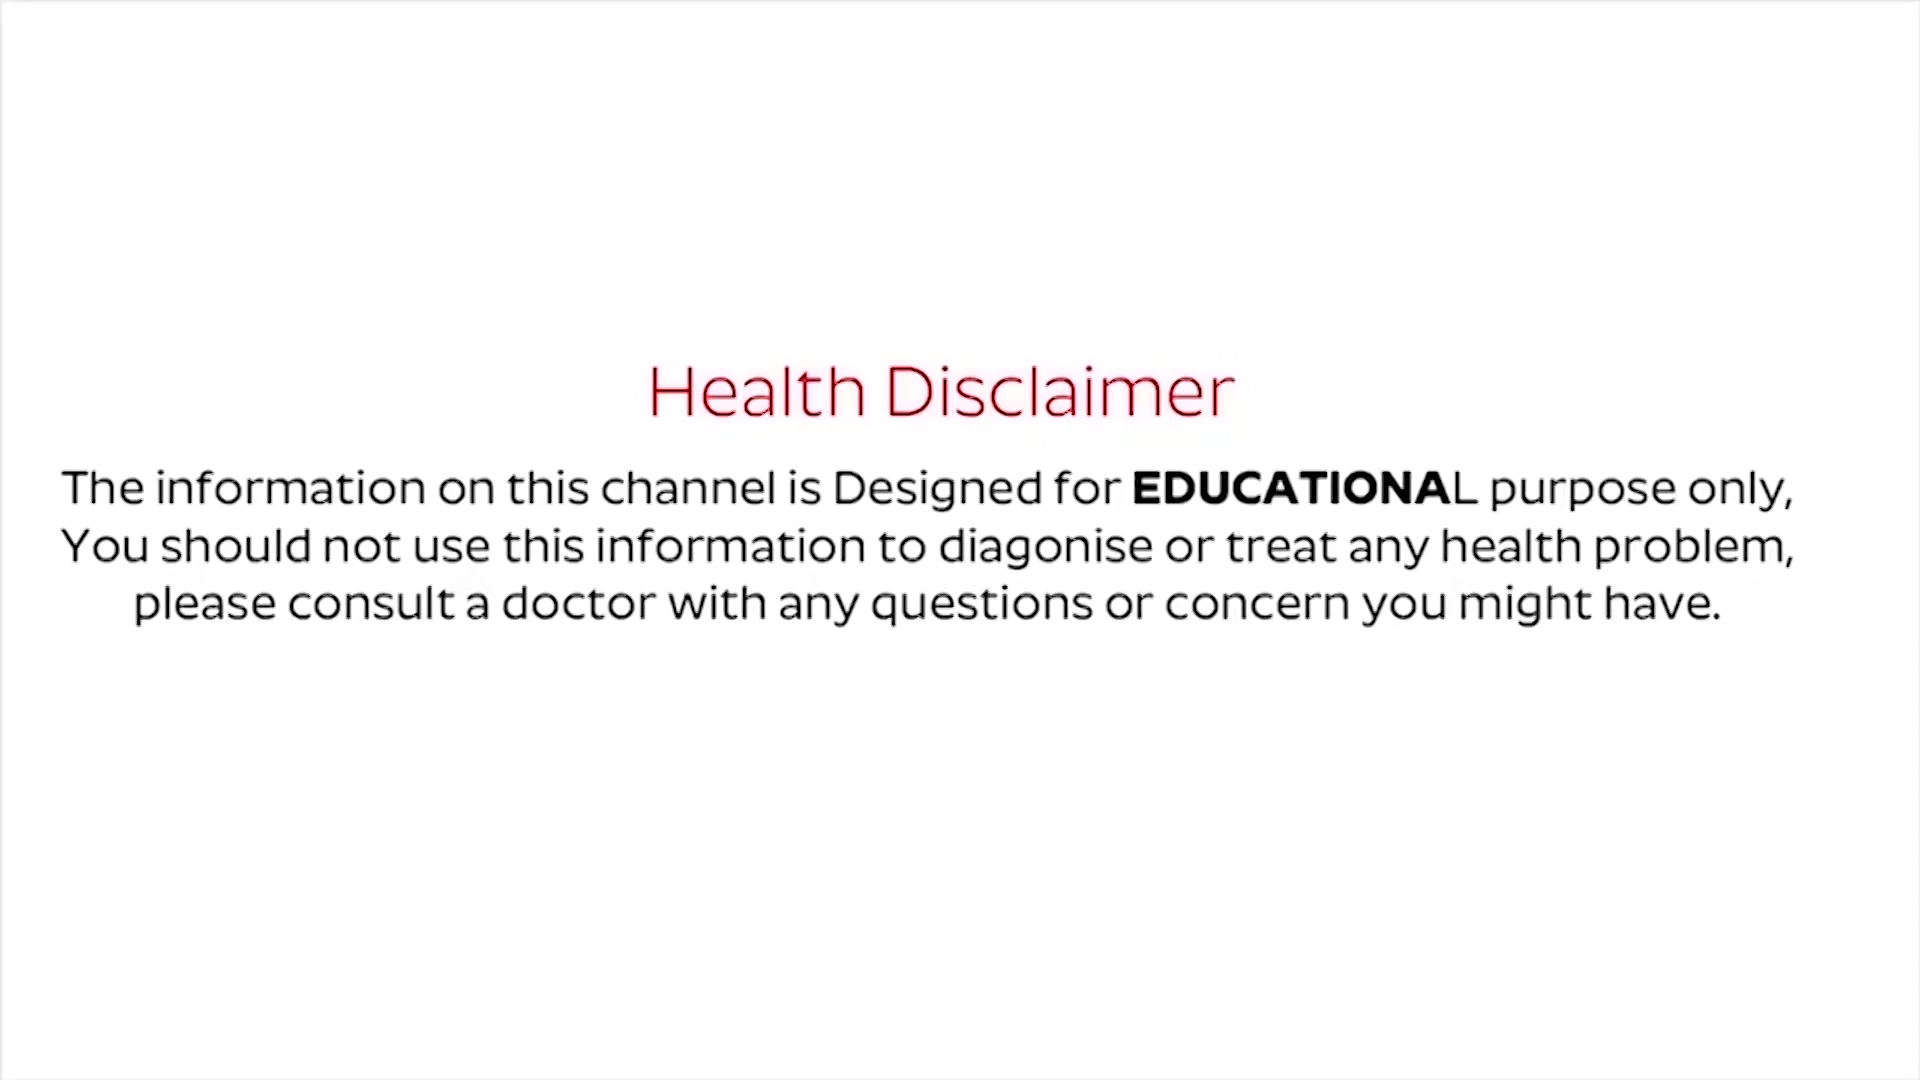 Health Disclaimer
The information on this channel is Designed for EDUCATIONAL purpose only,
You should not use this information to diagonise or treat any health problem,
please consult a doctor with any questions or concern you might have.